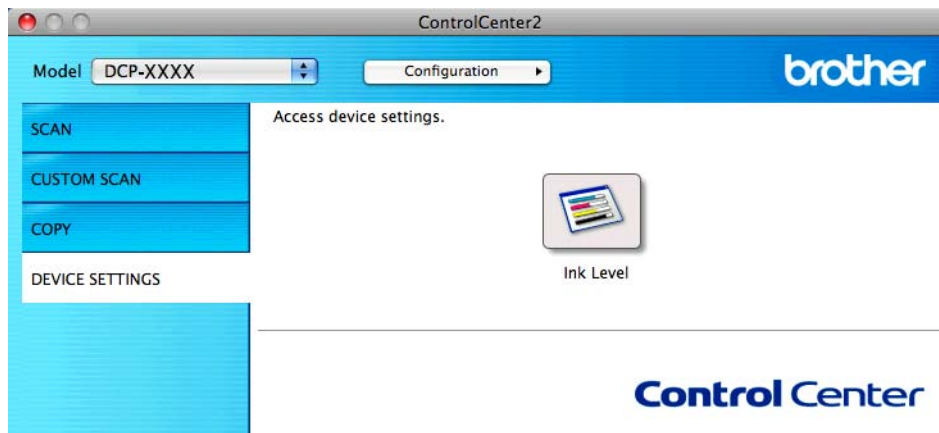 ControlCenter2
Model DCP-XXXX Configuration brother
SCAN
CUSTOM SCAN
COPY
DEVICE SETTINGS
Access device settings.
Ink Level
Control Center